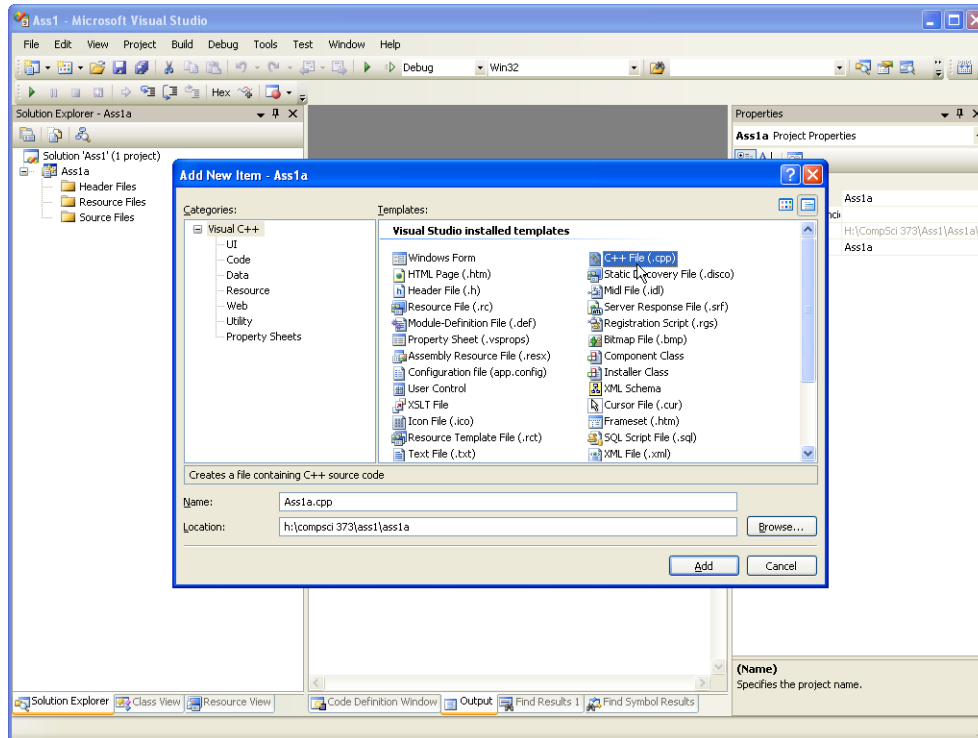 Ass1 - Microsoft Visual Studio
File Edit View Project Build Debug Tools Test Window Help
Debug Win32
Hex
Solution Explorer - Ass1a
Properties
Ass1a Project Properties
Solution 'Ass1' (1 project)
Ass1a
Header Files
Resource Files
Source Files
Ass1a
H:\CompSci 373\Ass1\Ass1a\
Ass1a
Add New Item - Ass1a
Categories:
Templates:
Visual C++
UI
Code
Data
Resource
Web
Utility
Property Sheets
Visual Studio installed templates
Windows Form
C++ File (.cpp)
HTML Page (.htm)
Static Discovery File (.disco)
Header File (.h)
Midl File (.idl)
Resource File (.rc)
Server Response File (.srf)
Module-Definition File (.def)
Registration Script (.rgs)
Property Sheet (.vsprops)
Bitmap File (.bmp)
Assembly Resource File (.resx)
Component Class
Configuration file (app.config)
Installer Class
User Control
XML Schema
XSLT File
Cursor File (.cur)
Icon File (.ico)
Frameset (.htm)
Resource Template File (.rct)
SQL Script File (.sql)
Text File (.txt)
XML File (.xml)
Creates a file containing C++ source code
Name: Ass1a.cpp
Location: h:\compsci 373\ass1\ass1a
Browse...
Add
Cancel
(Name)
Specifies the project name.
Solution Explorer Class View Resource View
Code Definition Window Output Find Results 1 Find Symbol Results